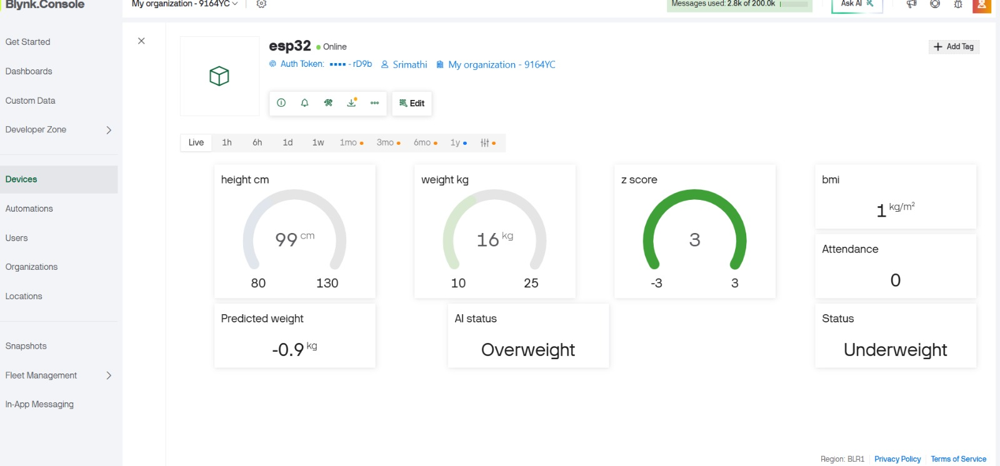 Blynk.Console
My organization - 9164YC
Messages used: 2.8k of 200.0k
Ask AI
Get Started
Dashboards
Custom Data
Developer Zone
Devices
Automations
Users
Organizations
Locations
Snapshots
Fleet Management
In-App Messaging
esp32 Online
Add Tag
Auth Token: ▪▪▪▪ - rD9b Srimathi My organization - 9164YC
Edit
Live 1h 6h 1d 1w 1mo 3mo 6mo 1y
height cm
99 cm
80 130
weight kg
16 kg
10 25
z score
3
-3 3
bmi
1 kg/m²
Attendance
0
Predicted weight
-0.9 kg
AI status
Overweight
Status
Underweight
Region: BLR1 Privacy Policy Terms of Service